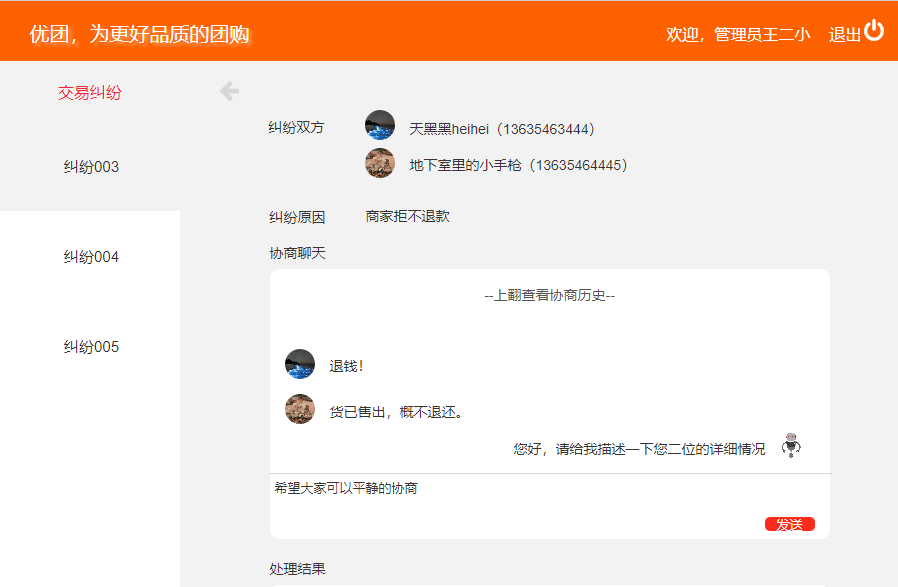 优团，为更好品质的团购
欢迎，管理员王二小 退出
交易纠纷
纠纷003
纠纷004
纠纷005
纠纷双方
天黑黑heihei（13635463444）
地下室里的小手枪（13635464445）
纠纷原因 商家拒不退款
协商聊天
--上翻查看协商历史--
退钱！
货已售出，概不退还。
您好，请给我描述一下您二位的详细情况
希望大家可以平静的协商
发送
处理结果